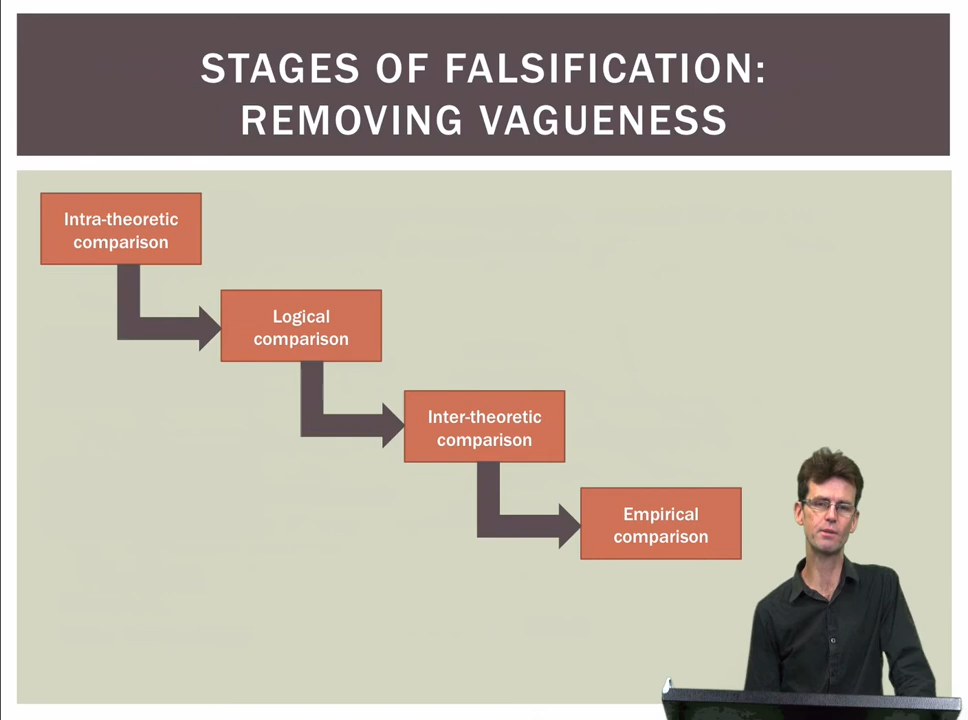 STAGES OF FALSIFICATION:
REMOVING VAGUENESS
Intra-theoretic
comparison
Logical
comparison
Inter-theoretic
comparison
Empirical
comparison